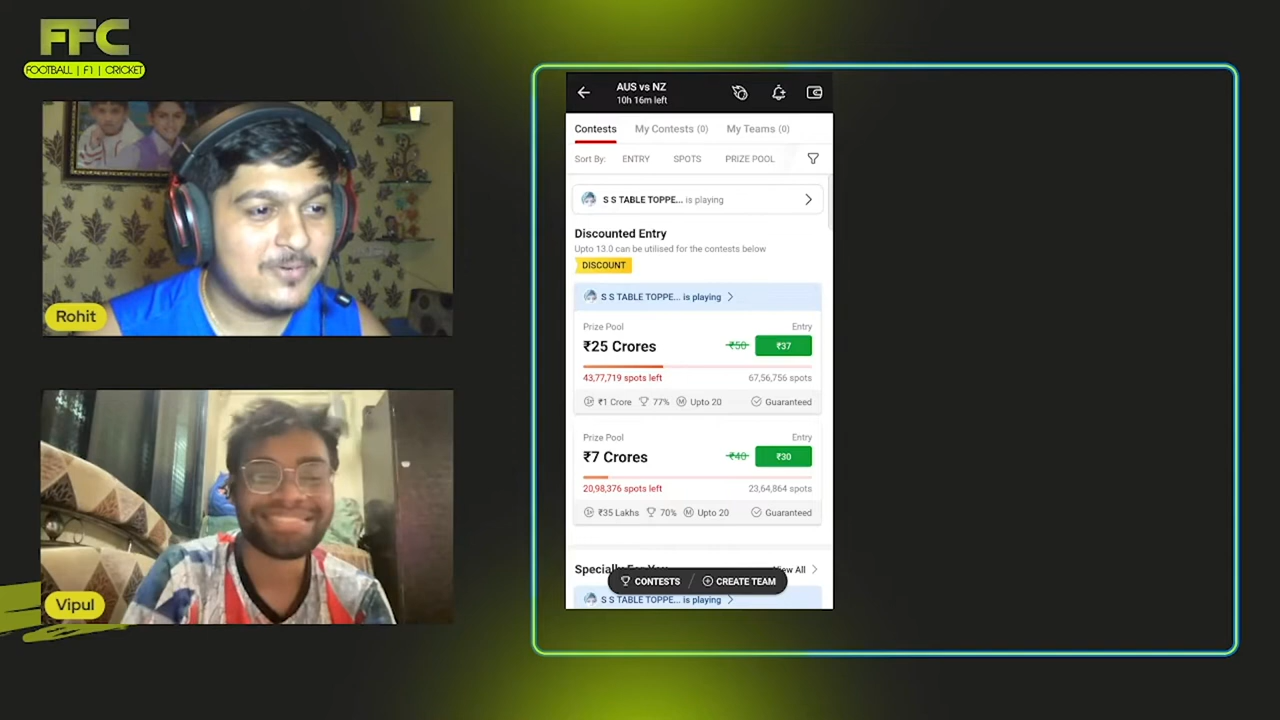 FFC
FOOTBALL | F1 | CRICKET
Rohit
Vipul
AUS vs NZ
10h 16m left
Contests
My Contests (0)
My Teams (0)
Sort By:
ENTRY
SPOTS
PRIZE POOL
S S TABLE TOPPE... is playing
Discounted Entry
Upto 13.0 can be utilised for the contests below
DISCOUNT
S S TABLE TOPPE... is playing
Prize Pool
Entry
₹25 Crores
₹50
₹37
43,77,719 spots left
67,56,756 spots
₹1 Crore
77%
M
Upto 20
Guaranteed
Prize Pool
Entry
₹7 Crores
₹40
₹30
20,98,376 spots left
23,64,864 spots
₹35 Lakhs
70%
M
Upto 20
Guaranteed
View All
CONTESTS
CREATE TEAM
S S TABLE TOPPE... is playing